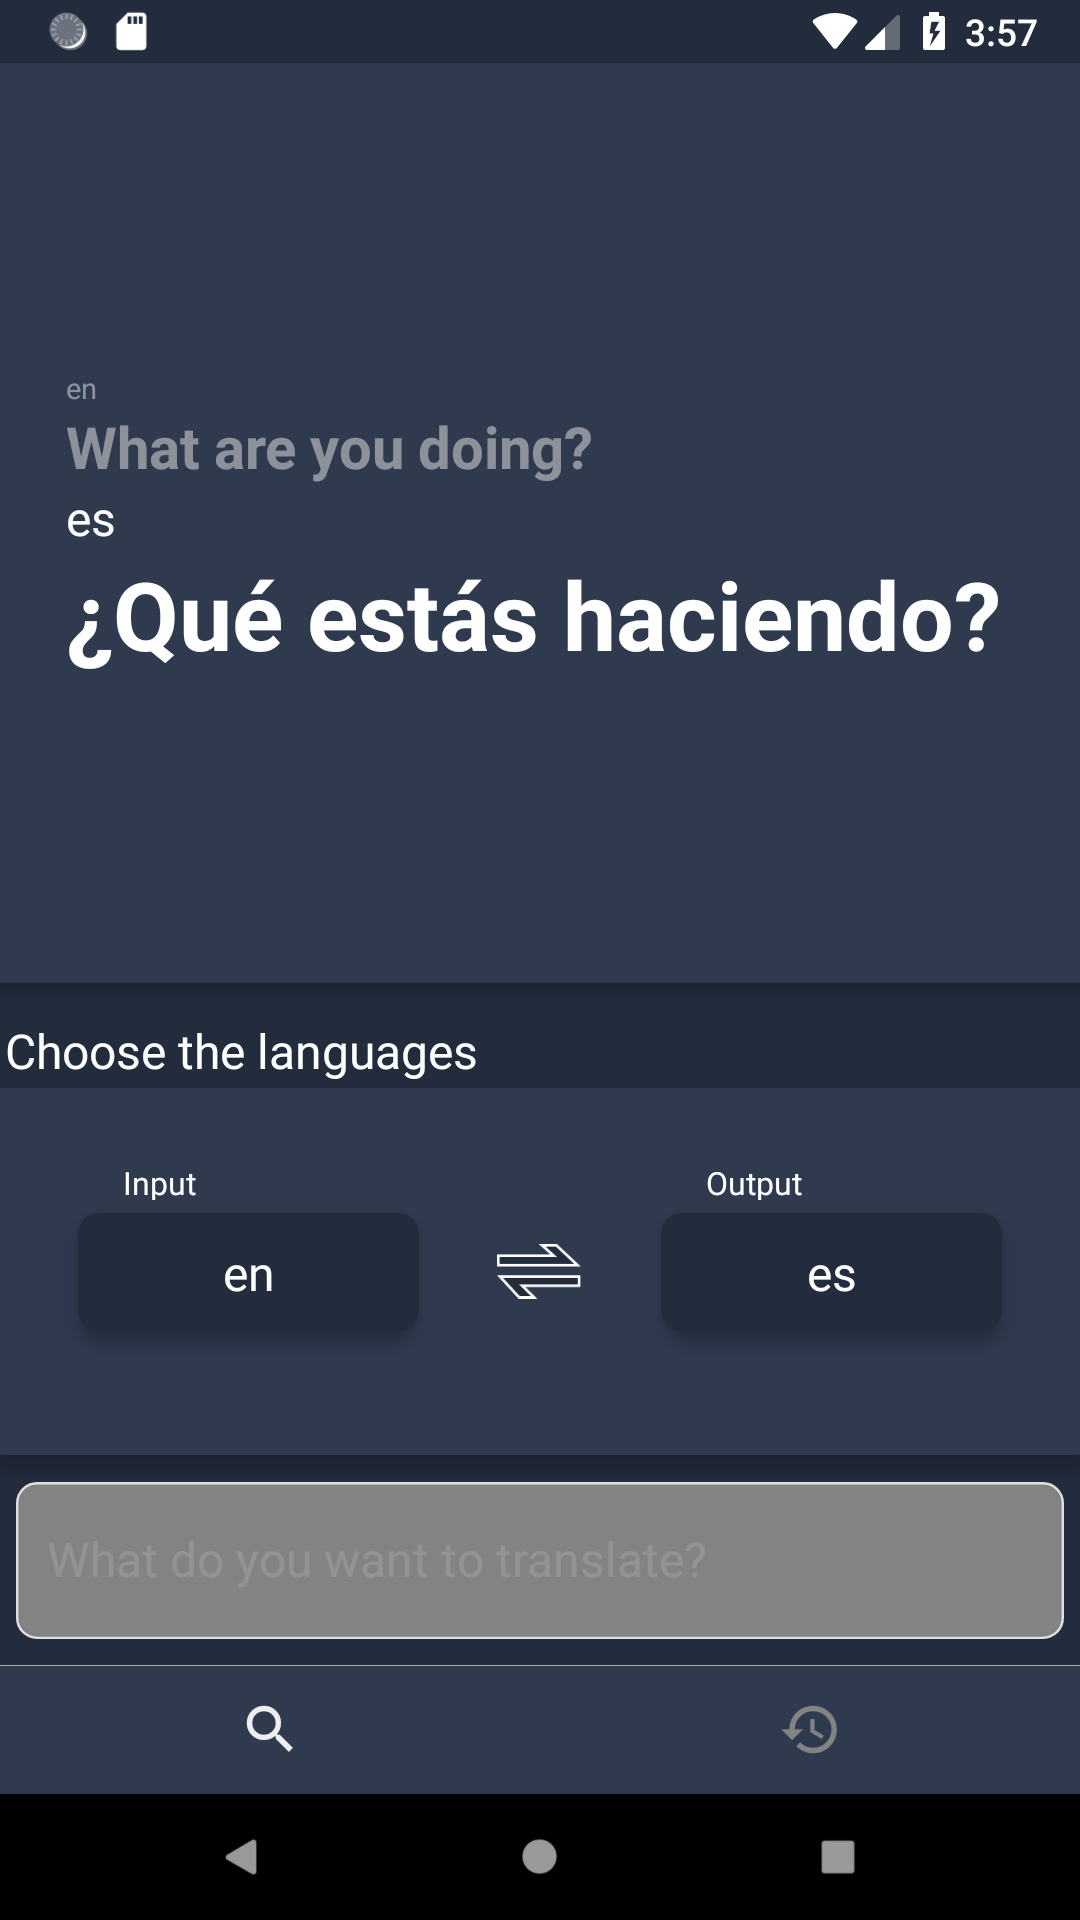 3:57
en
What are you doing?
es
¿Qué estás haciendo?
Choose the languages
Input
Output
en
es
What do you want to translate?